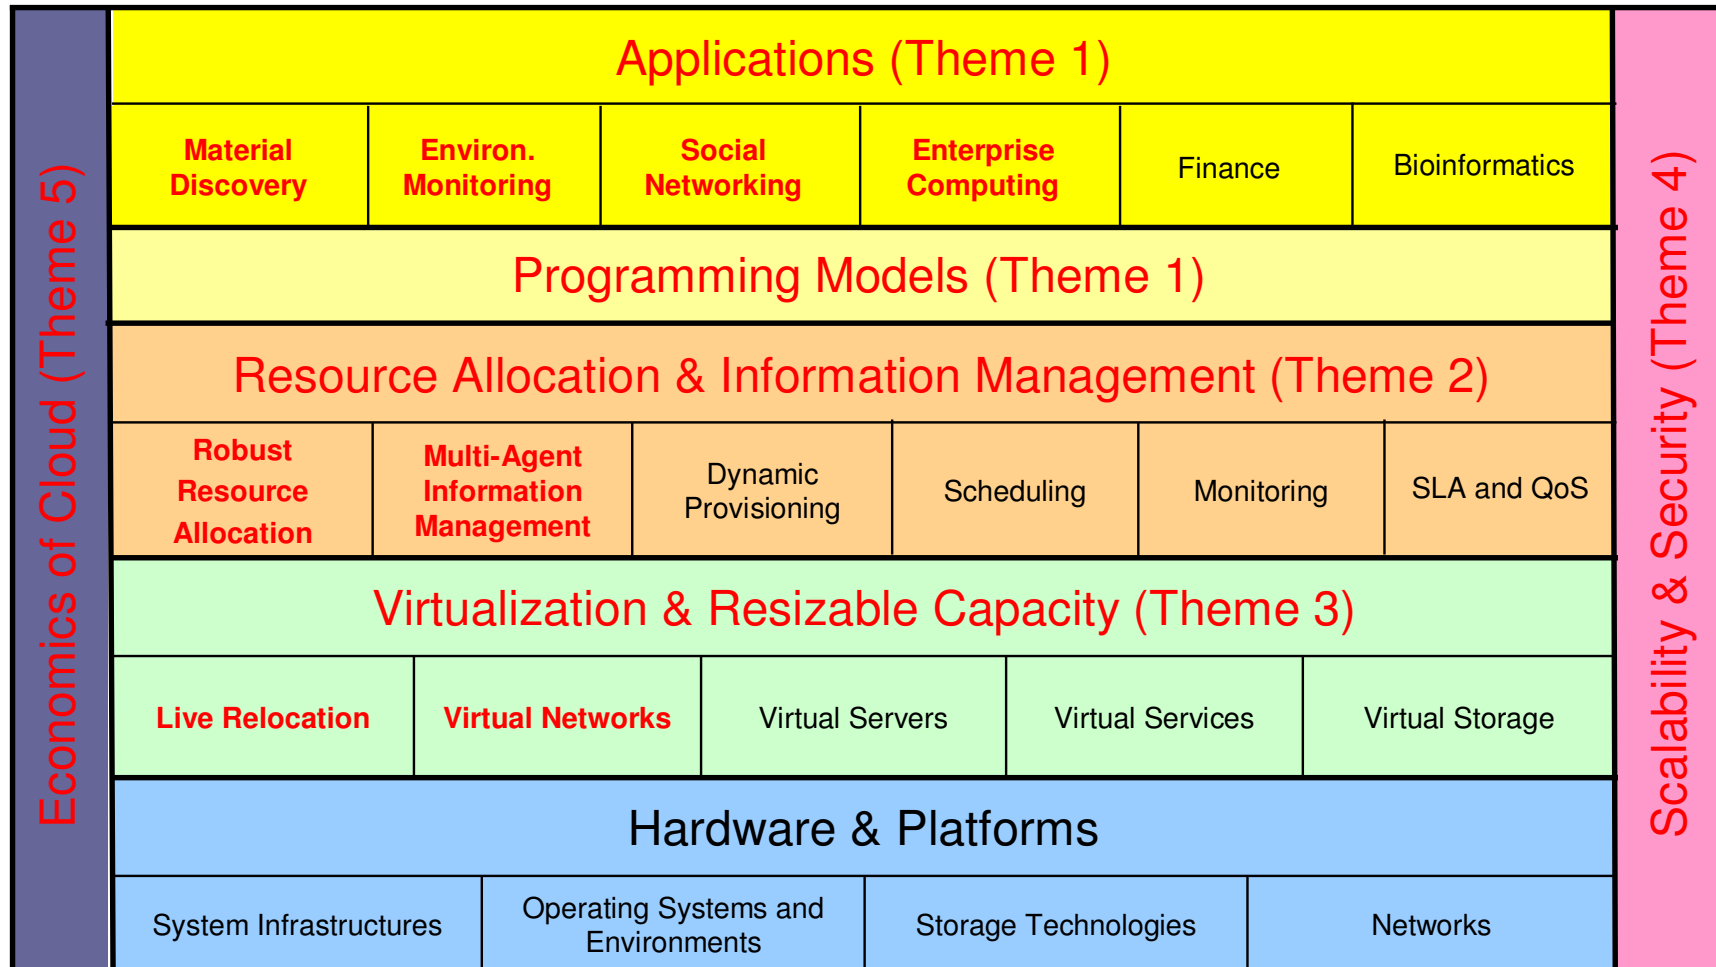 Economics of Cloud (Theme 5)
Applications (Theme 1)
Material
Discovery
Environ.
Monitoring
Social
Networking
Enterprise
Computing
Finance
Bioinformatics
Programming Models (Theme 1)
Resource Allocation & Information Management (Theme 2)
Robust
Resource
Allocation
Multi-Agent
Information
Management
Dynamic
Provisioning
Scheduling
Monitoring
SLA and QoS
Virtualization & Resizable Capacity (Theme 3)
Live Relocation
Virtual Networks
Virtual Servers
Virtual Services
Virtual Storage
Hardware & Platforms
System Infrastructures
Operating Systems and
Environments
Storage Technologies
Networks
Scalability & Security (Theme 4)